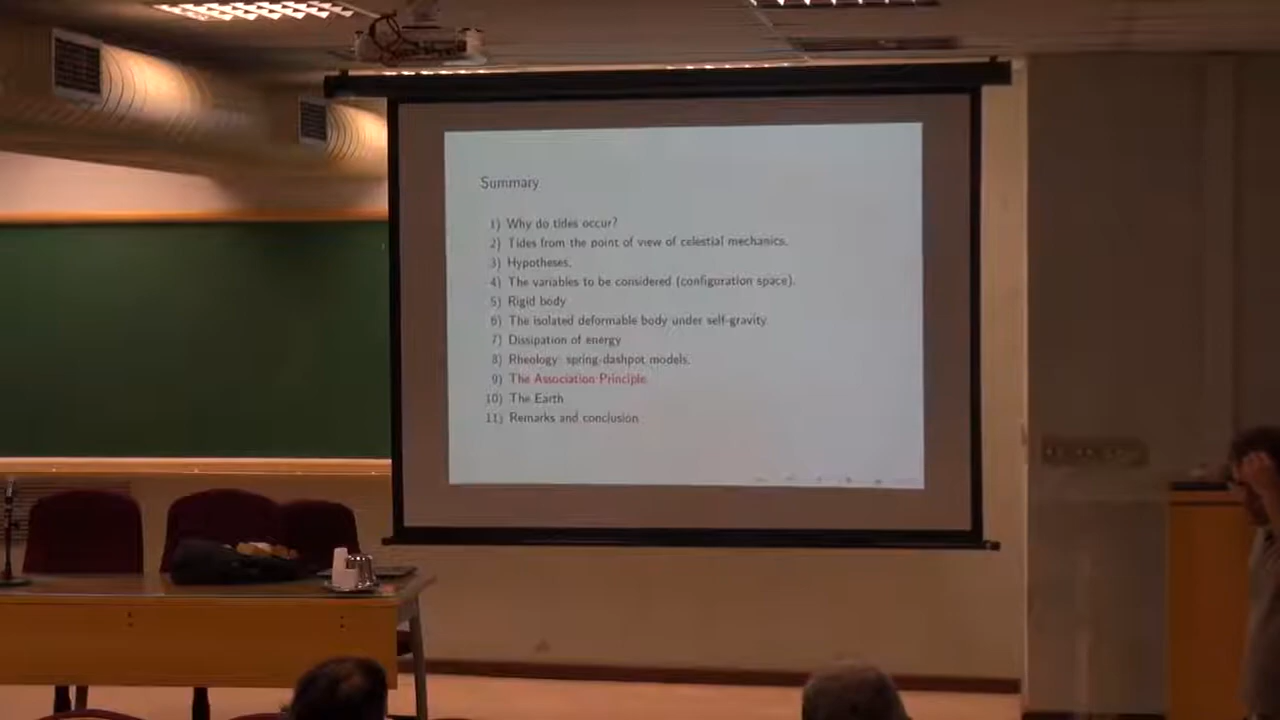 Summary
1) Why do tides occur?
2) Tides from the point of view of celestial mechanics.
3) Hypotheses.
4) The variables to be considered (configuration space).
5) Rigid body
6) The isolated deformable body under self-gravity.
7) Dissipation of energy
8) Rheology: spring-dashpot models.
9) The Association Principle.
10) The Earth
11) Remarks and conclusion